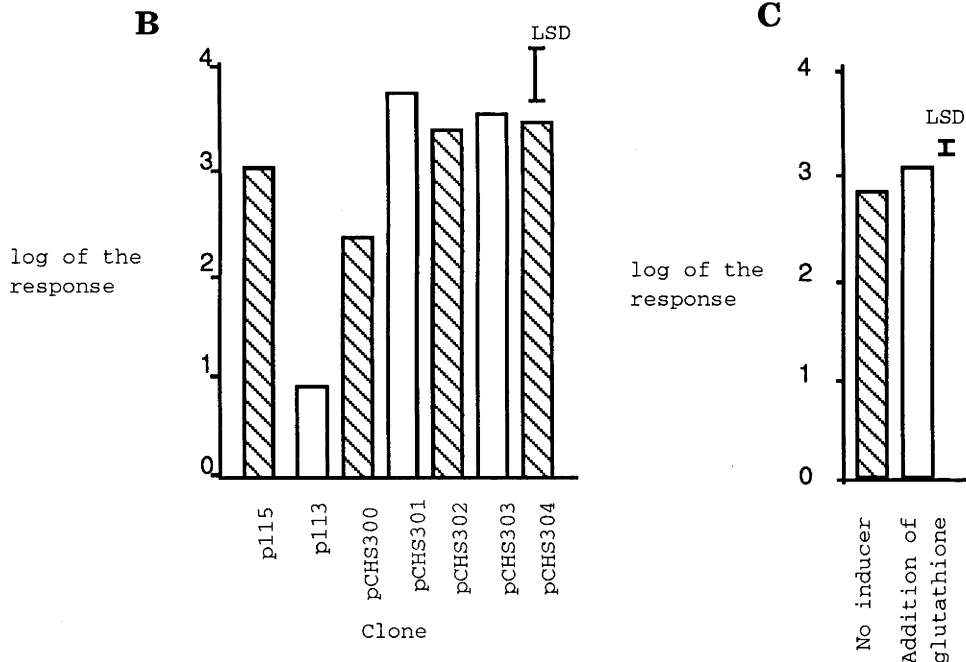 B
LSD
4
3
2
1
0
log of the
response
p115
p113
pCHS300
pCHS301
pCHS302
pCHS303
pCHS304
Clone
C
LSD
4
3
2
1
0
log of the
response
No inducer
Addition of
glutathione